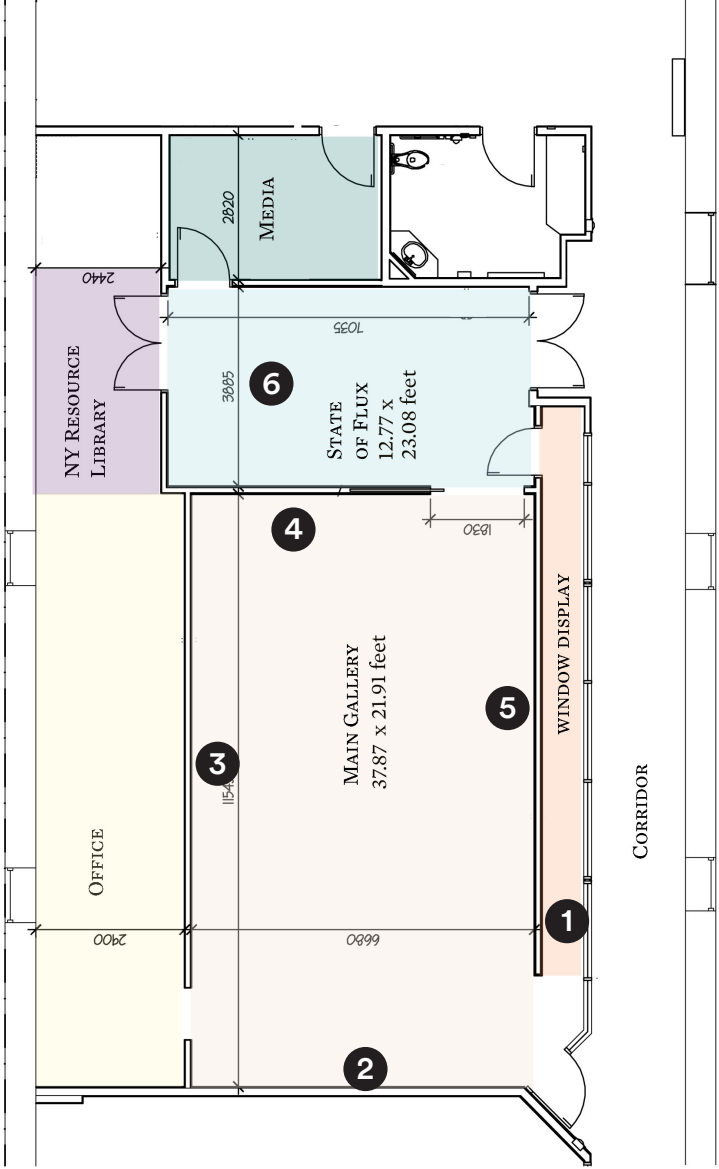 MEDIA
2820
2440
7035
NY RESOURCE
LIBRARY
3885
6
STATE
OF FLUX
12.77 x
23.08 feet
4
1830
MAIN GALLERY
37.87 x 21.91 feet
5
WINDOW DISPLAY
3
CORRIDOR
OFFICE
1
2400
6680
2